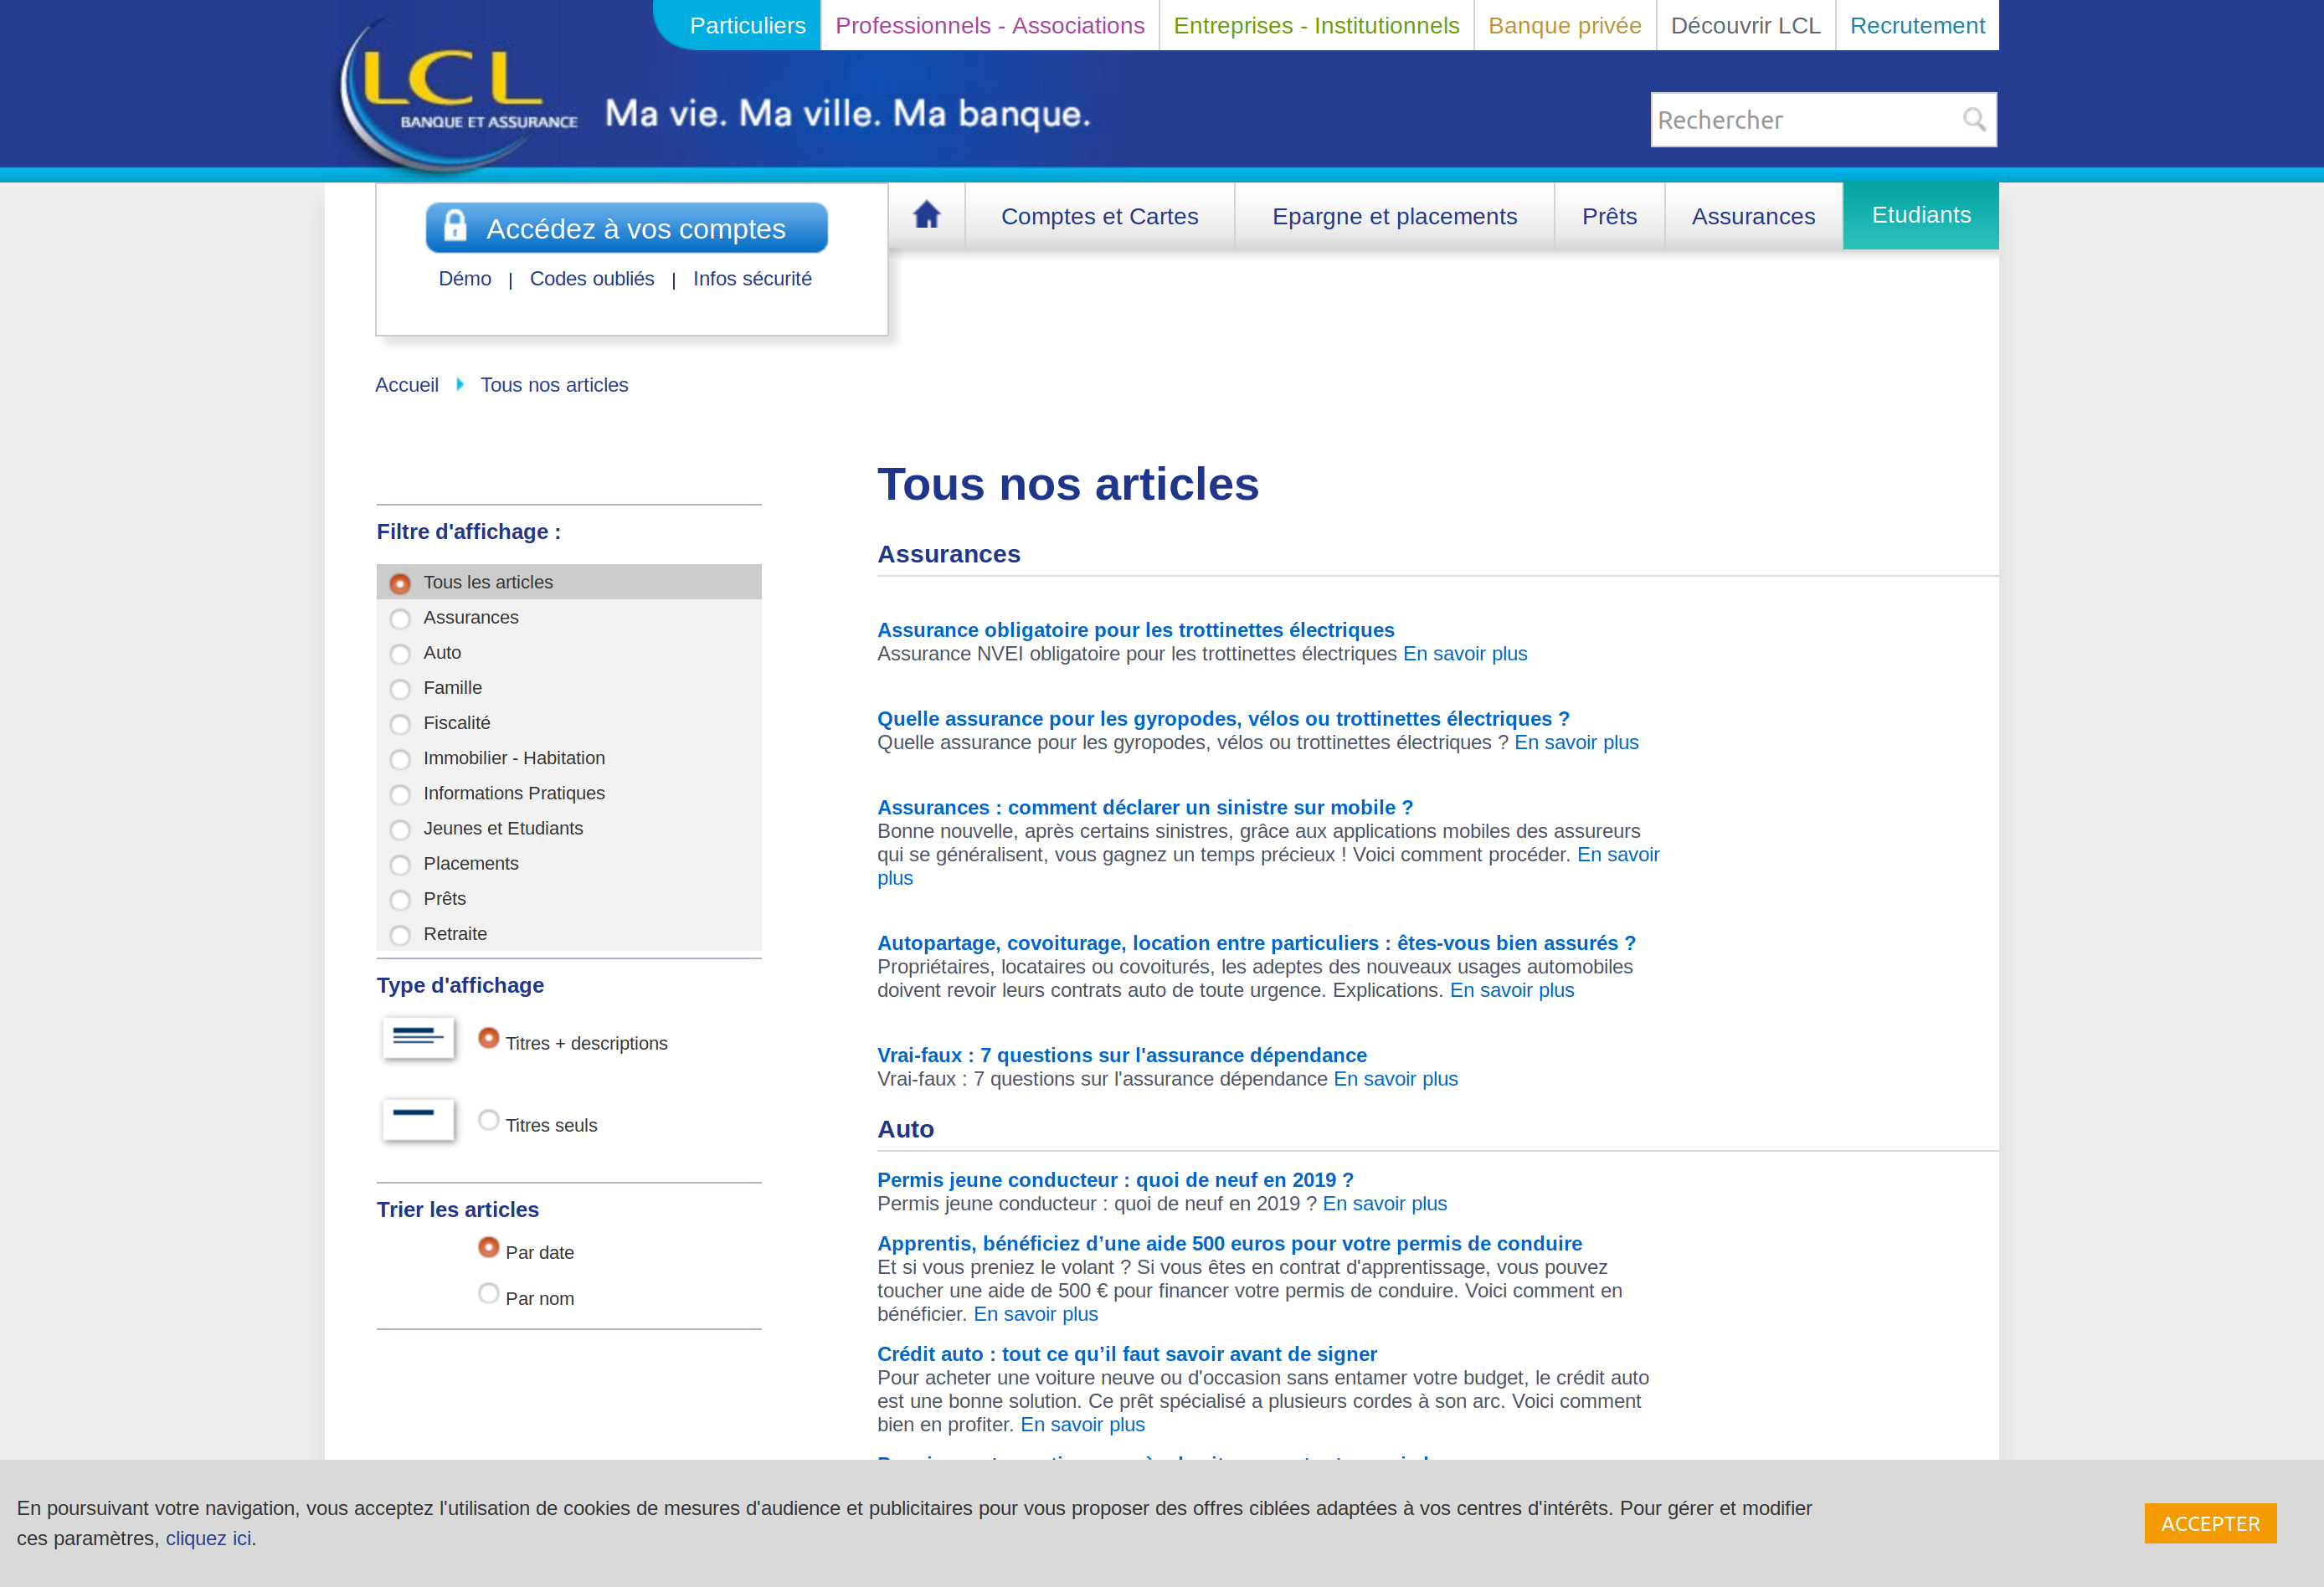 Particuliers
Professionnels - Associations
Entreprises - Institutionnels
Banque privée
Découvrir LCL
Recrutement
LCL
BANQUE ET ASSURANCE
Ma vie. Ma ville. Ma banque.
Rechercher
Accédez à vos comptes
Démo | Codes oubliés | Infos sécurité
Comptes et Cartes
Epargne et placements
Prêts
Assurances
Etudiants
Accueil
Tous nos articles
Filtre d'affichage :
Tous les articles
Assurances
Auto
Famille
Fiscalité
Immobilier - Habitation
Informations Pratiques
Jeunes et Etudiants
Placements
Prêts
Retraite
Type d'affichage
Titres + descriptions
Titres seuls
Trier les articles
Par date
Par nom
Tous nos articles
Assurances
Assurance obligatoire pour les trottinettes électriques
Assurance NVEI obligatoire pour les trottinettes électriques En savoir plus
Quelle assurance pour les gyropodes, vélos ou trottinettes électriques ?
Quelle assurance pour les gyropodes, vélos ou trottinettes électriques ? En savoir plus
Assurances : comment déclarer un sinistre sur mobile ?
Bonne nouvelle, après certains sinistres, grâce aux applications mobiles des assureurs
qui se généralisent, vous gagnez un temps précieux ! Voici comment procéder. En savoir
plus
Autopartage, covoiturage, location entre particuliers : êtes-vous bien assurés ?
Propriétaires, locataires ou covoiturés, les adeptes des nouveaux usages automobiles
doivent revoir leurs contrats auto de toute urgence. Explications. En savoir plus
Vrai-faux : 7 questions sur l'assurance dépendance
Vrai-faux : 7 questions sur l'assurance dépendance En savoir plus
Auto
Permis jeune conducteur : quoi de neuf en 2019 ?
Permis jeune conducteur : quoi de neuf en 2019 ? En savoir plus
Apprentis, bénéficiez d’une aide 500 euros pour votre permis de conduire
Et si vous preniez le volant ? Si vous êtes en contrat d'apprentissage, vous pouvez
toucher une aide de 500 € pour financer votre permis de conduire. Voici comment en
bénéficier. En savoir plus
Crédit auto : tout ce qu’il faut savoir avant de signer
Pour acheter une voiture neuve ou d'occasion sans entamer votre budget, le crédit auto
est une bonne solution. Ce prêt spécialisé a plusieurs cordes à son arc. Voici comment
bien en profiter. En savoir plus
En poursuivant votre navigation, vous acceptez l'utilisation de cookies de mesures d'audience et publicitaires pour vous proposer des offres ciblées adaptées à vos centres d'intérêts. Pour gérer et modifier
ces paramètres, cliquez ici.
ACCEPTER